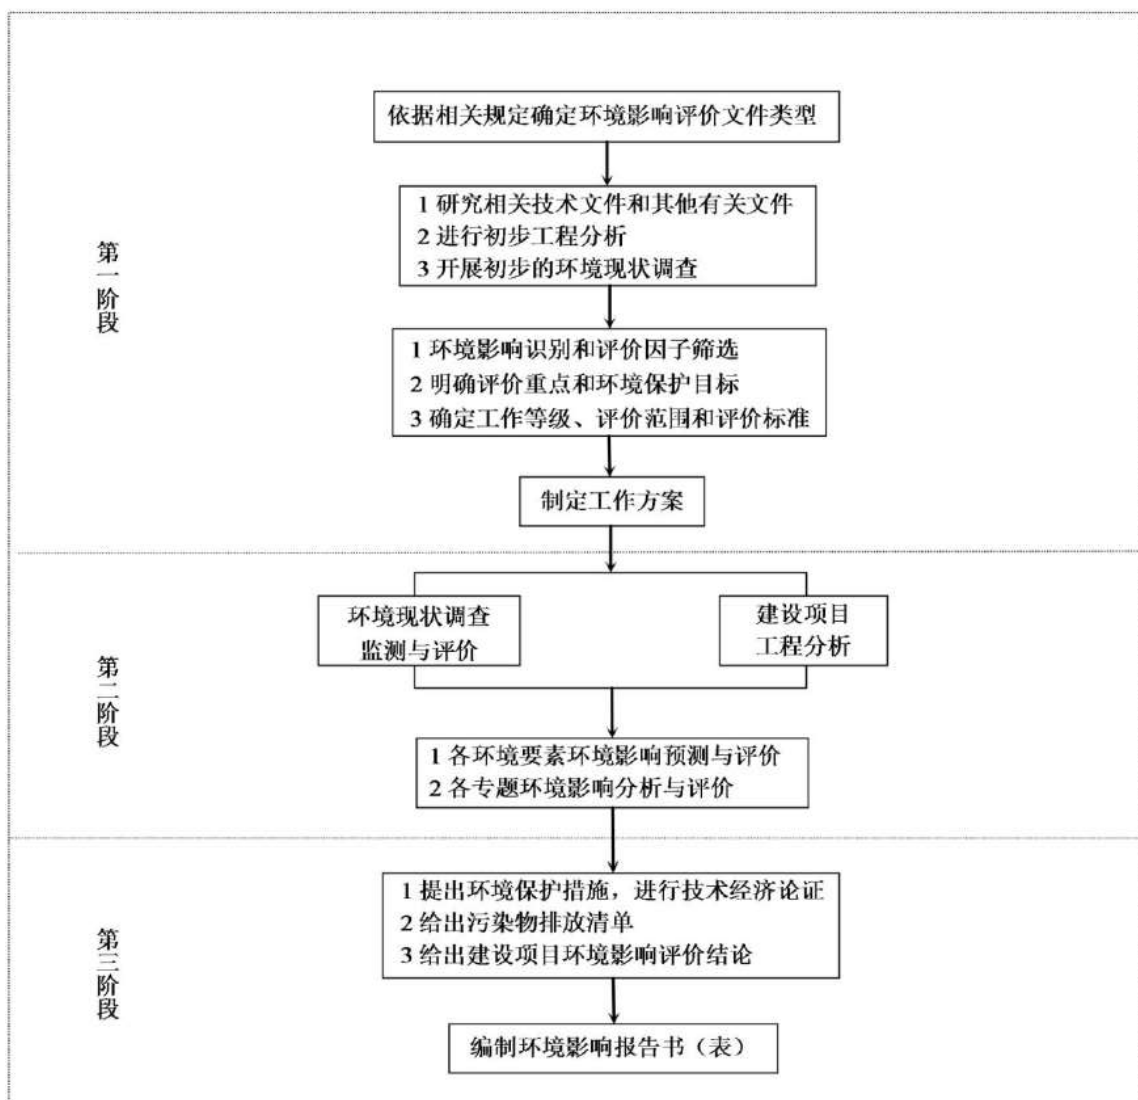 依据相关规定确定环境影响评价文件类型
1 研究相关技术文件和其他有关文件
2 进行初步工程分析
3 开展初步的环境现状调查
第一阶段
1 环境影响识别和评价因子筛选
2 明确评价重点和环境保护目标
3 确定工作等级、评价范围和评价标准
制定工作方案
环境现状调查
监测与评价
建设项目
工程分析
第二阶段
1 各环境要素环境影响预测与评价
2 各专题环境影响分析与评价
1 提出环境保护措施，进行技术经济论证
2 给出污染物排放清单
3 给出建设项目环境影响评价结论
第三阶段
编制环境影响报告书（表）